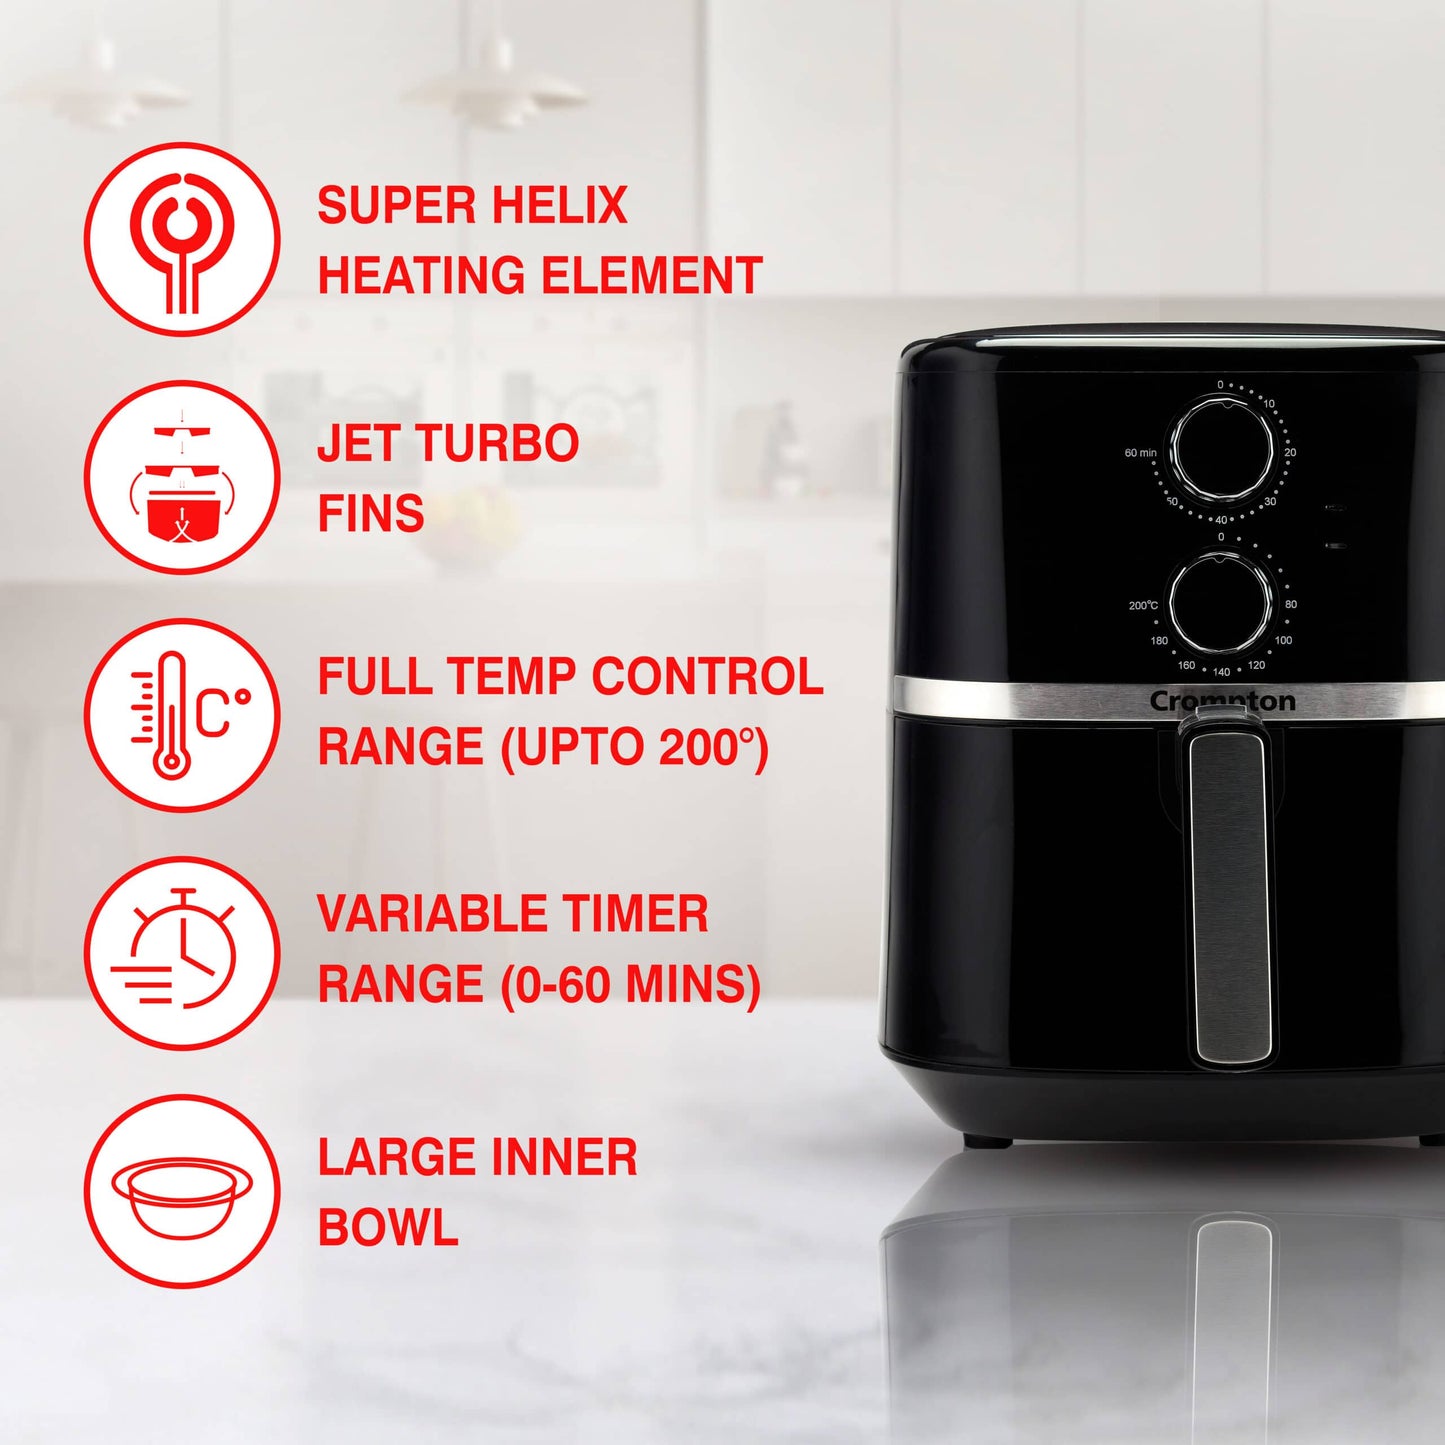 SUPER HELIX
HEATING ELEMENT
JET TURBO
FINS
C°
FULL TEMP CONTROL
RANGE (UPTO 200°)
VARIABLE TIMER
RANGE (0-60 MINS)
LARGE INNER
BOWL
0
10
60 min
20
50
30
40
0
200°C
80
180
100
160
120
140
Crompton